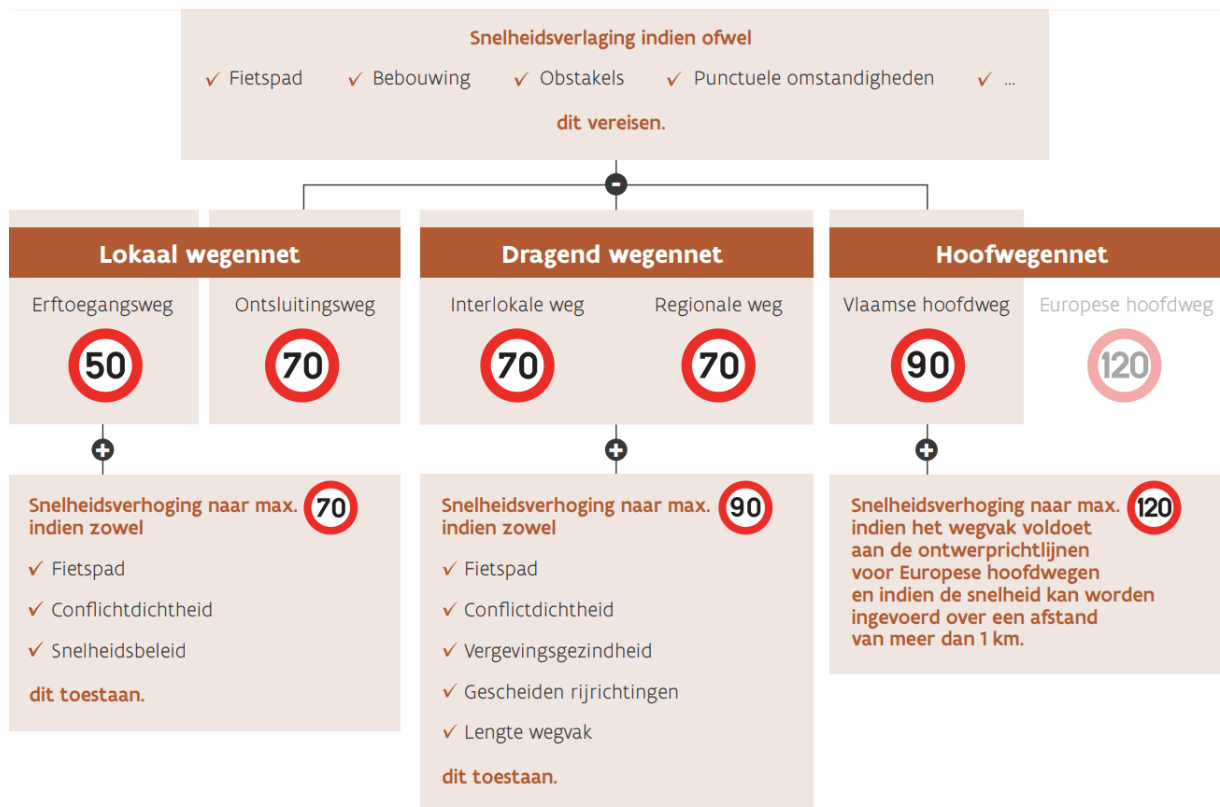 Snelheidsverlaging indien ofwel
✓ Fietspad ✓ Bebouwing ✓ Obstakels ✓ Punctuele omstandigheden ✓ ...
dit vereisen.
-
Lokaal wegennet
Erftoegangsweg Ontsluitingsweg
50 70
Dragend wegennet
Interlokale weg Regionale weg
70 70
Hoofwegennet
Vlaamse hoofdweg Europese hoofdweg
90 120
+
Snelheidsverhoging naar max. 70
indien zowel
✓ Fietspad
✓ Conflichtdichtheid
✓ Snelheidsbeleid
dit toestaan.
+
Snelheidsverhoging naar max. 90
indien zowel
✓ Fietspad
✓ Conflictdichtheid
✓ Vergevingsgezindheid
✓ Gescheiden rijrichtingen
✓ Lengte wegvak
dit toestaan.
+
Snelheidsverhoging naar max. 120
indien het wegvak voldoet
aan de ontwerprichtlijnen
voor Europese hoofdwegen
en indien de snelheid kan worden
ingevoerd over een afstand
van meer dan 1 km.